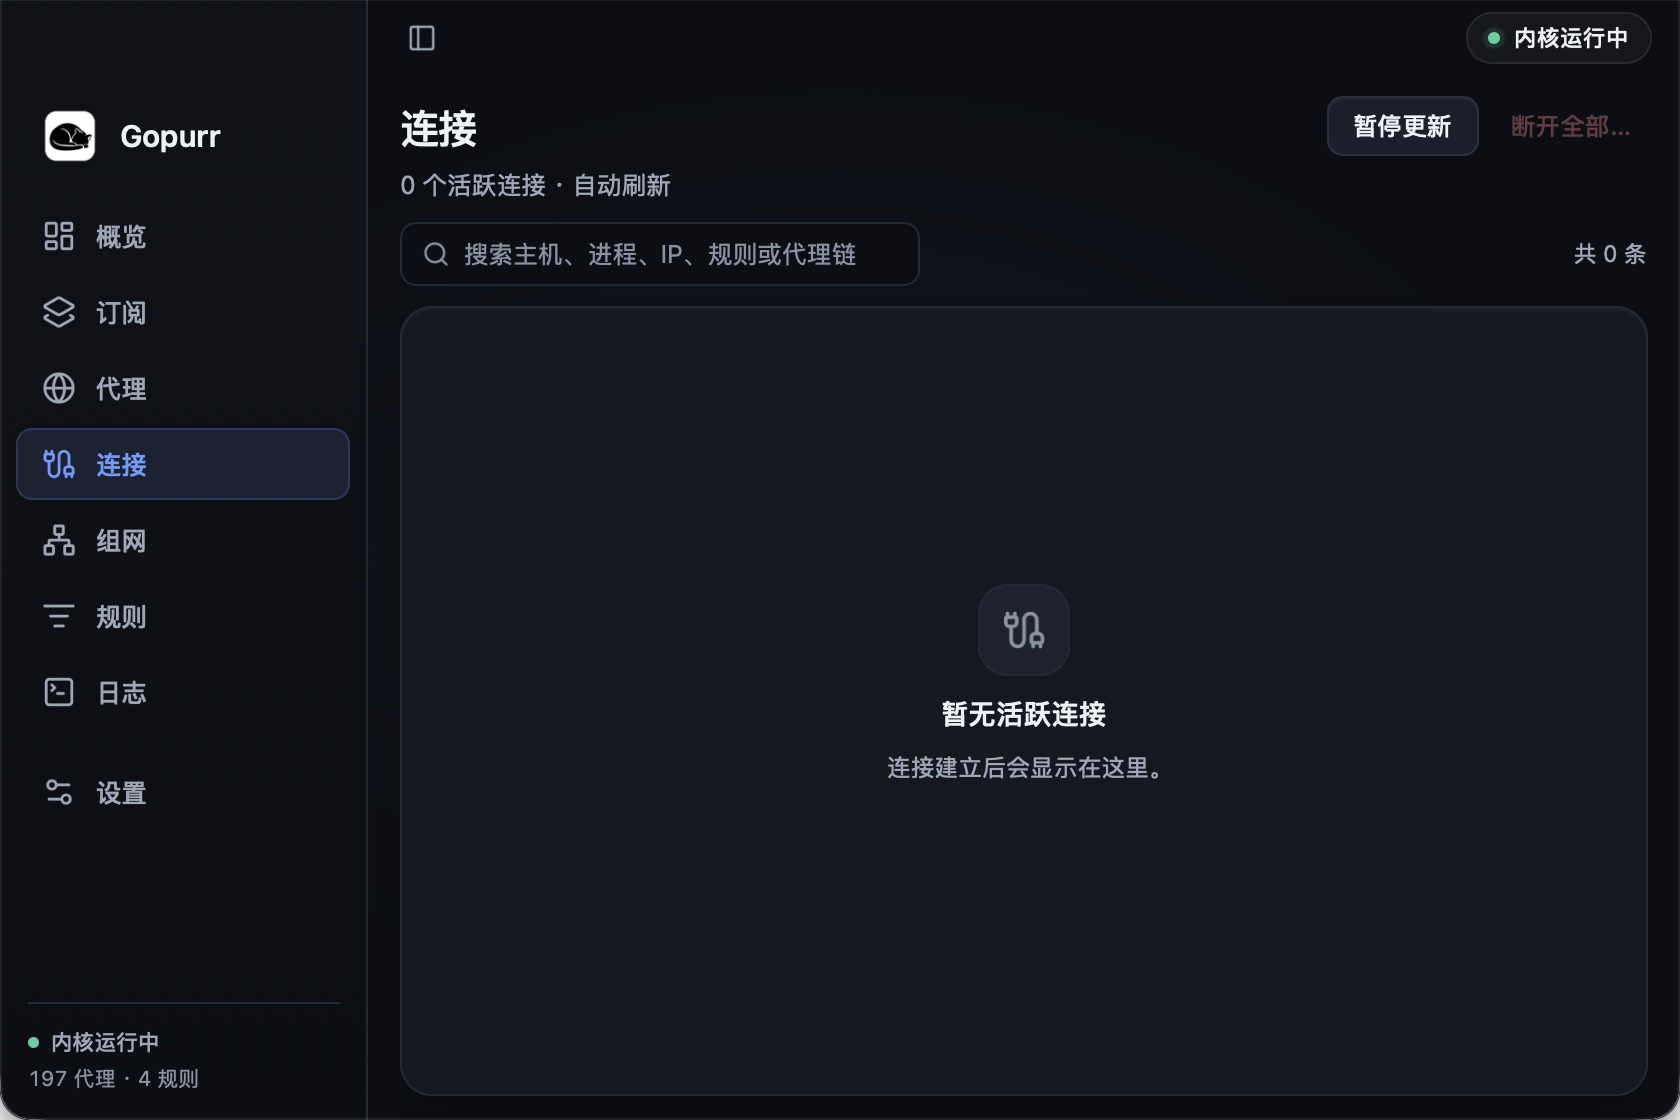 Gopurr
概览
订阅
代理
连接
组网
规则
日志
设置
内核运行中
197 代理 · 4 规则
内核运行中
连接
暂停更新
断开全部...
0 个活跃连接 · 自动刷新
搜索主机、进程、IP、规则或代理链
共 0 条
暂无活跃连接
连接建立后会显示在这里。